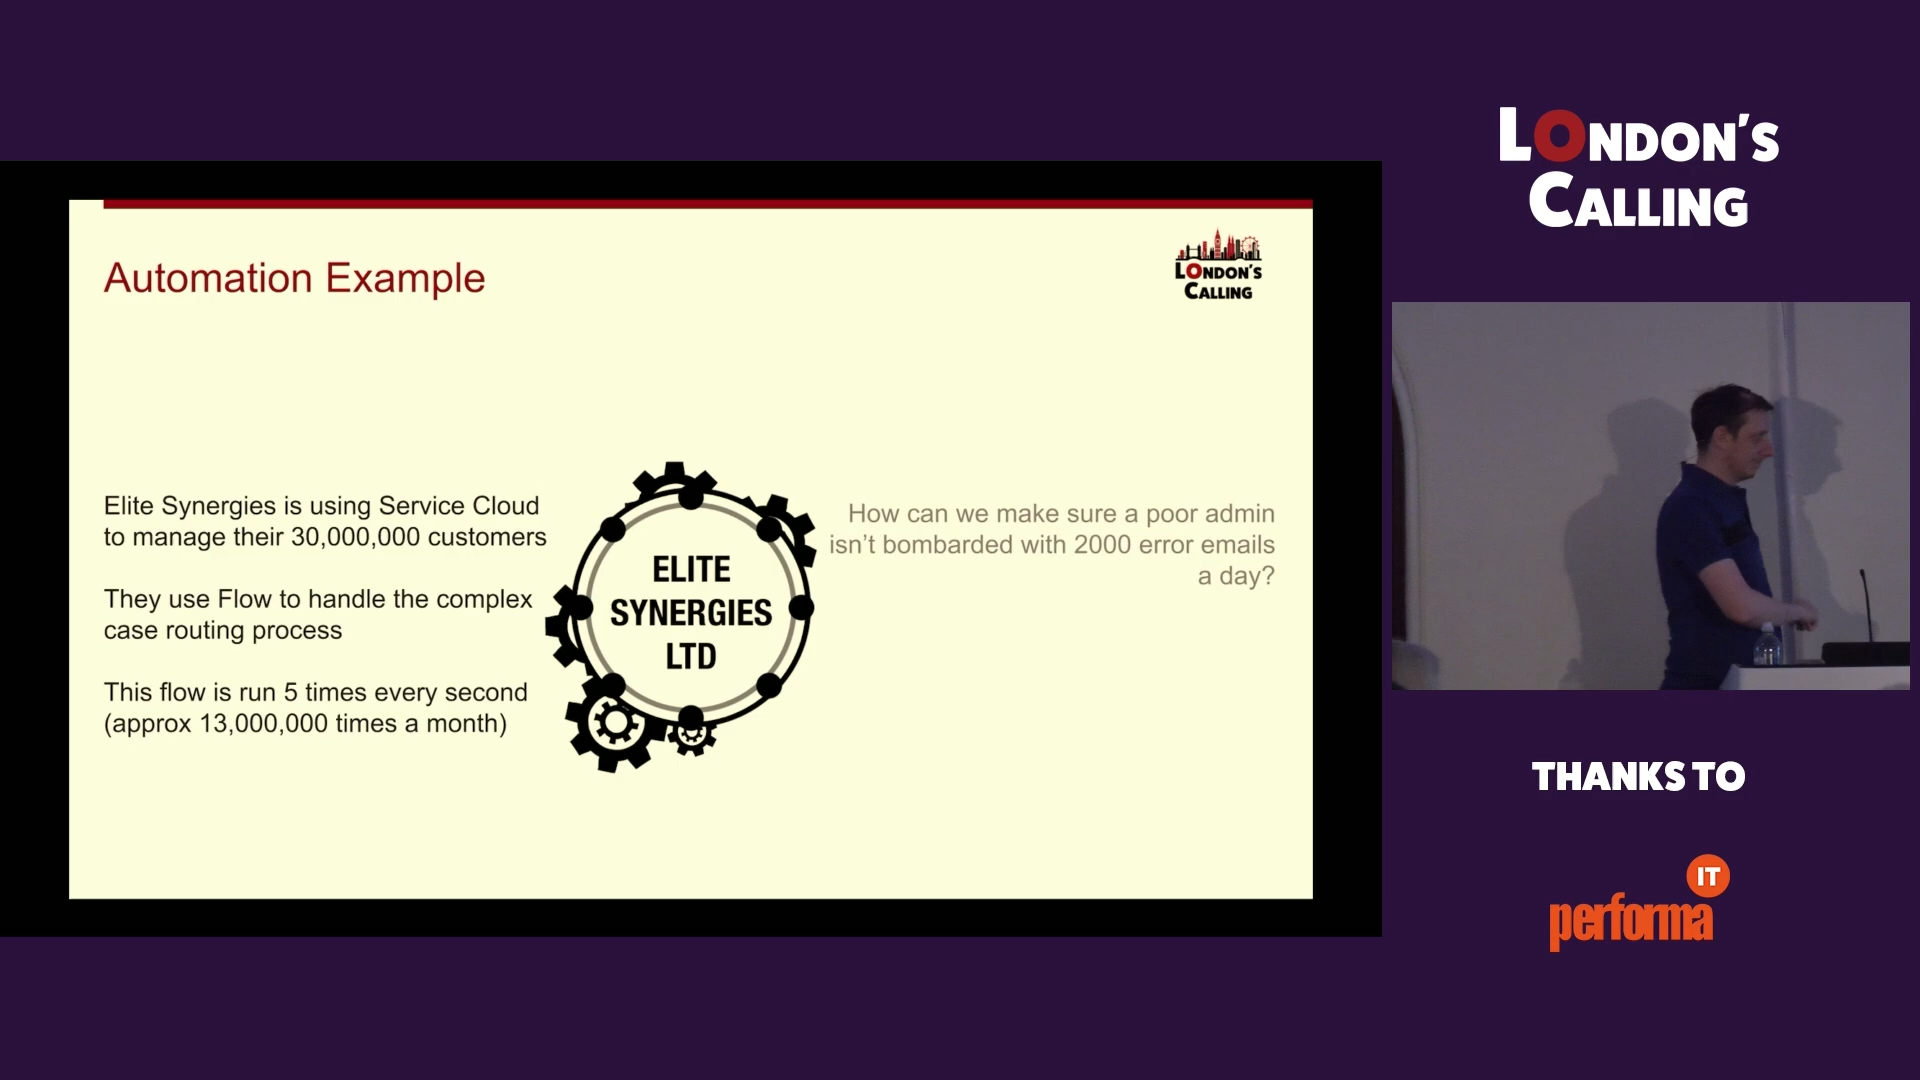 Automation Example
LONDON'S
CALLING
Elite Synergies is using Service Cloud
to manage their 30,000,000 customers
They use Flow to handle the complex
case routing process
This flow is run 5 times every second
(approx 13,000,000 times a month)
ELITE
SYNERGIES
LTD
How can we make sure a poor admin
isn't bombarded with 2000 error emails
a day?
LONDON'S
CALLING
THANKS TO
performa
IT